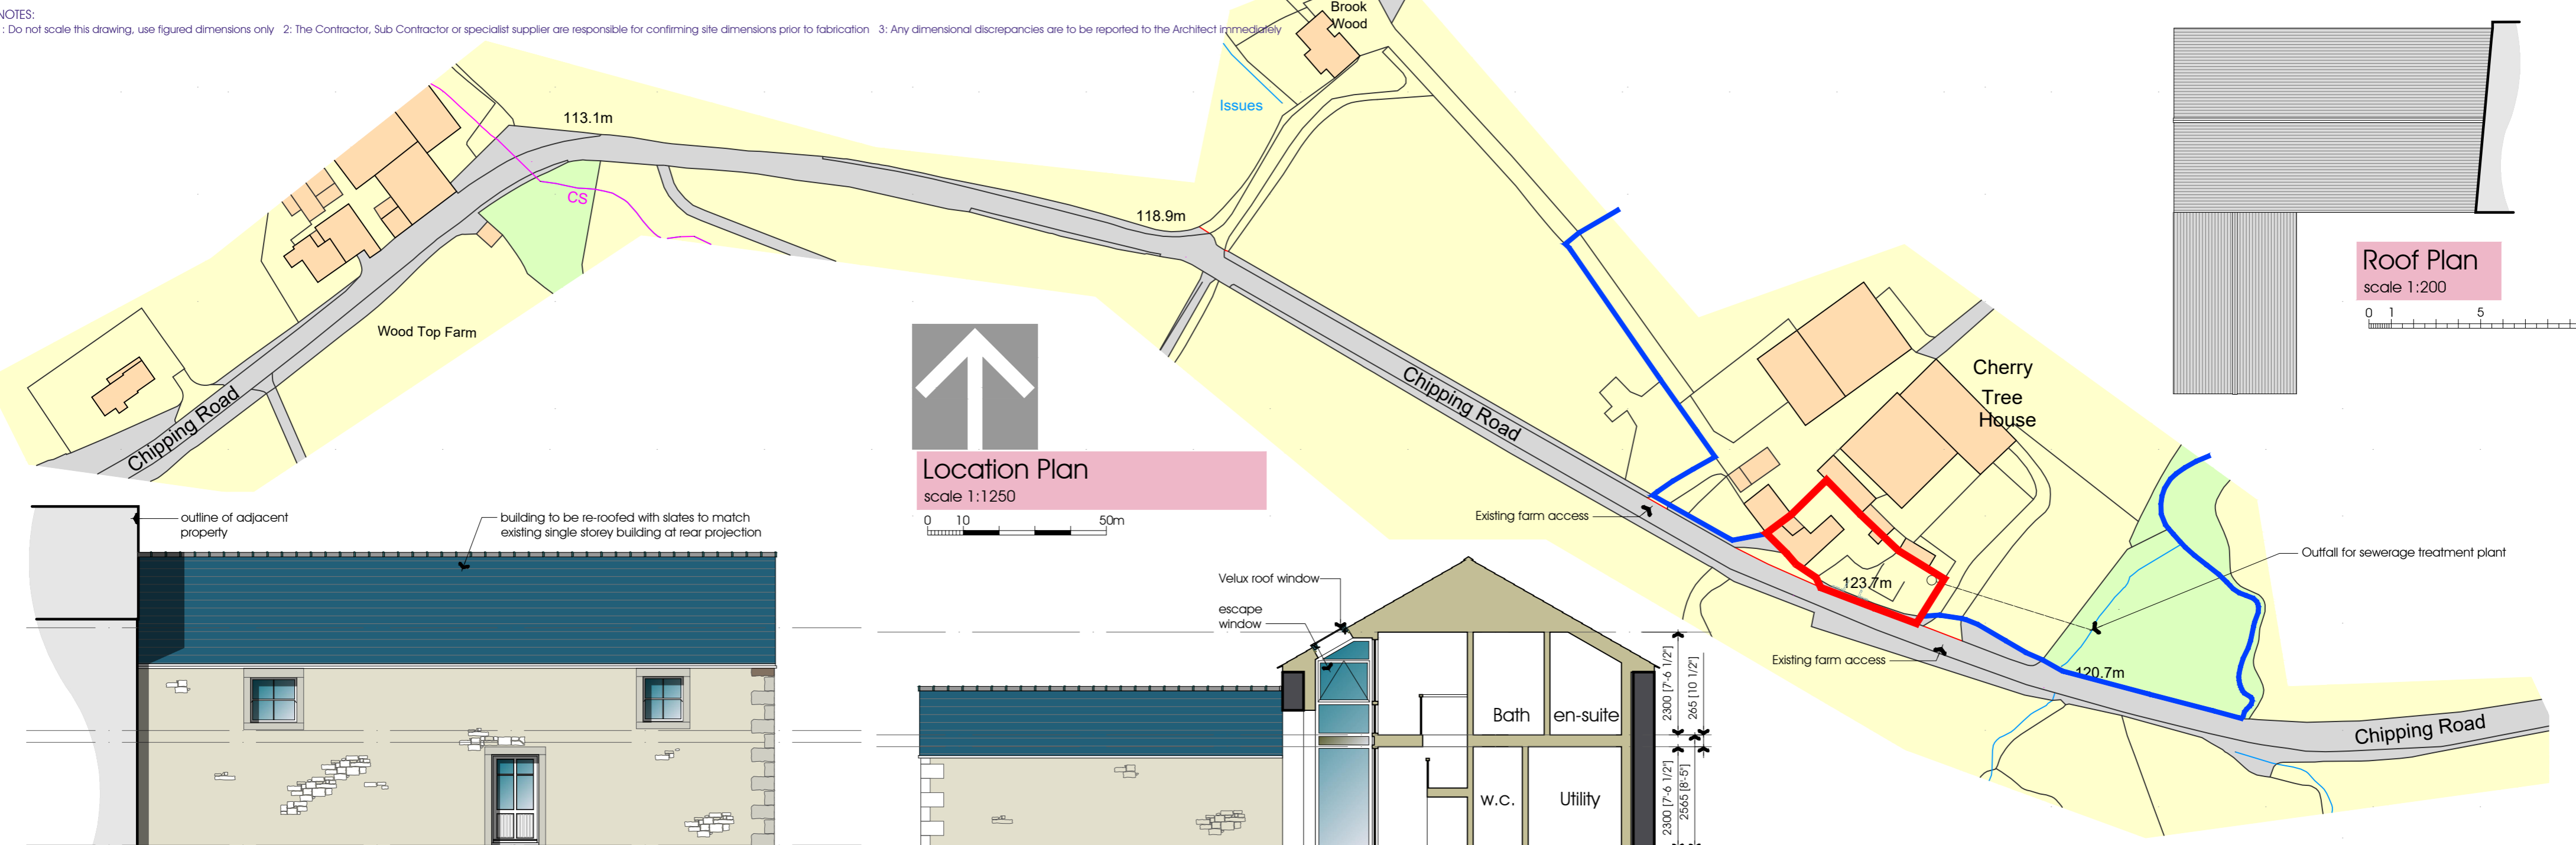 NOTES:
: Do not scale this drawing, use figured dimensions only 2: The Contractor, Sub Contractor or specialist supplier are responsible for confirming site dimensions prior to fabrication 3: Any dimensional discrepancies are to be reported to the Architect immediately
Brook
Wood
Issues
113.1m
CS
118.9m
Wood Top Farm
Chipping Road
Chipping Road
Location Plan
scale 1:1250
0 10 50m
Roof Plan
scale 1:200
0 1 5
Cherry
Tree
House
Existing farm access
123.7m
Existing farm access
120.7m
Outfall for sewerage treatment plant
Chipping Road
outline of adjacent
property
building to be re-roofed with slates to match
existing single storey building at rear projection
Velux roof window
escape
window
Bath
en-suite
w.c.
Utility
2300 [7'-6 1/2"]
265 [10 1/2"]
2300 [7'-6 1/2"]
2565 [8'-5"]